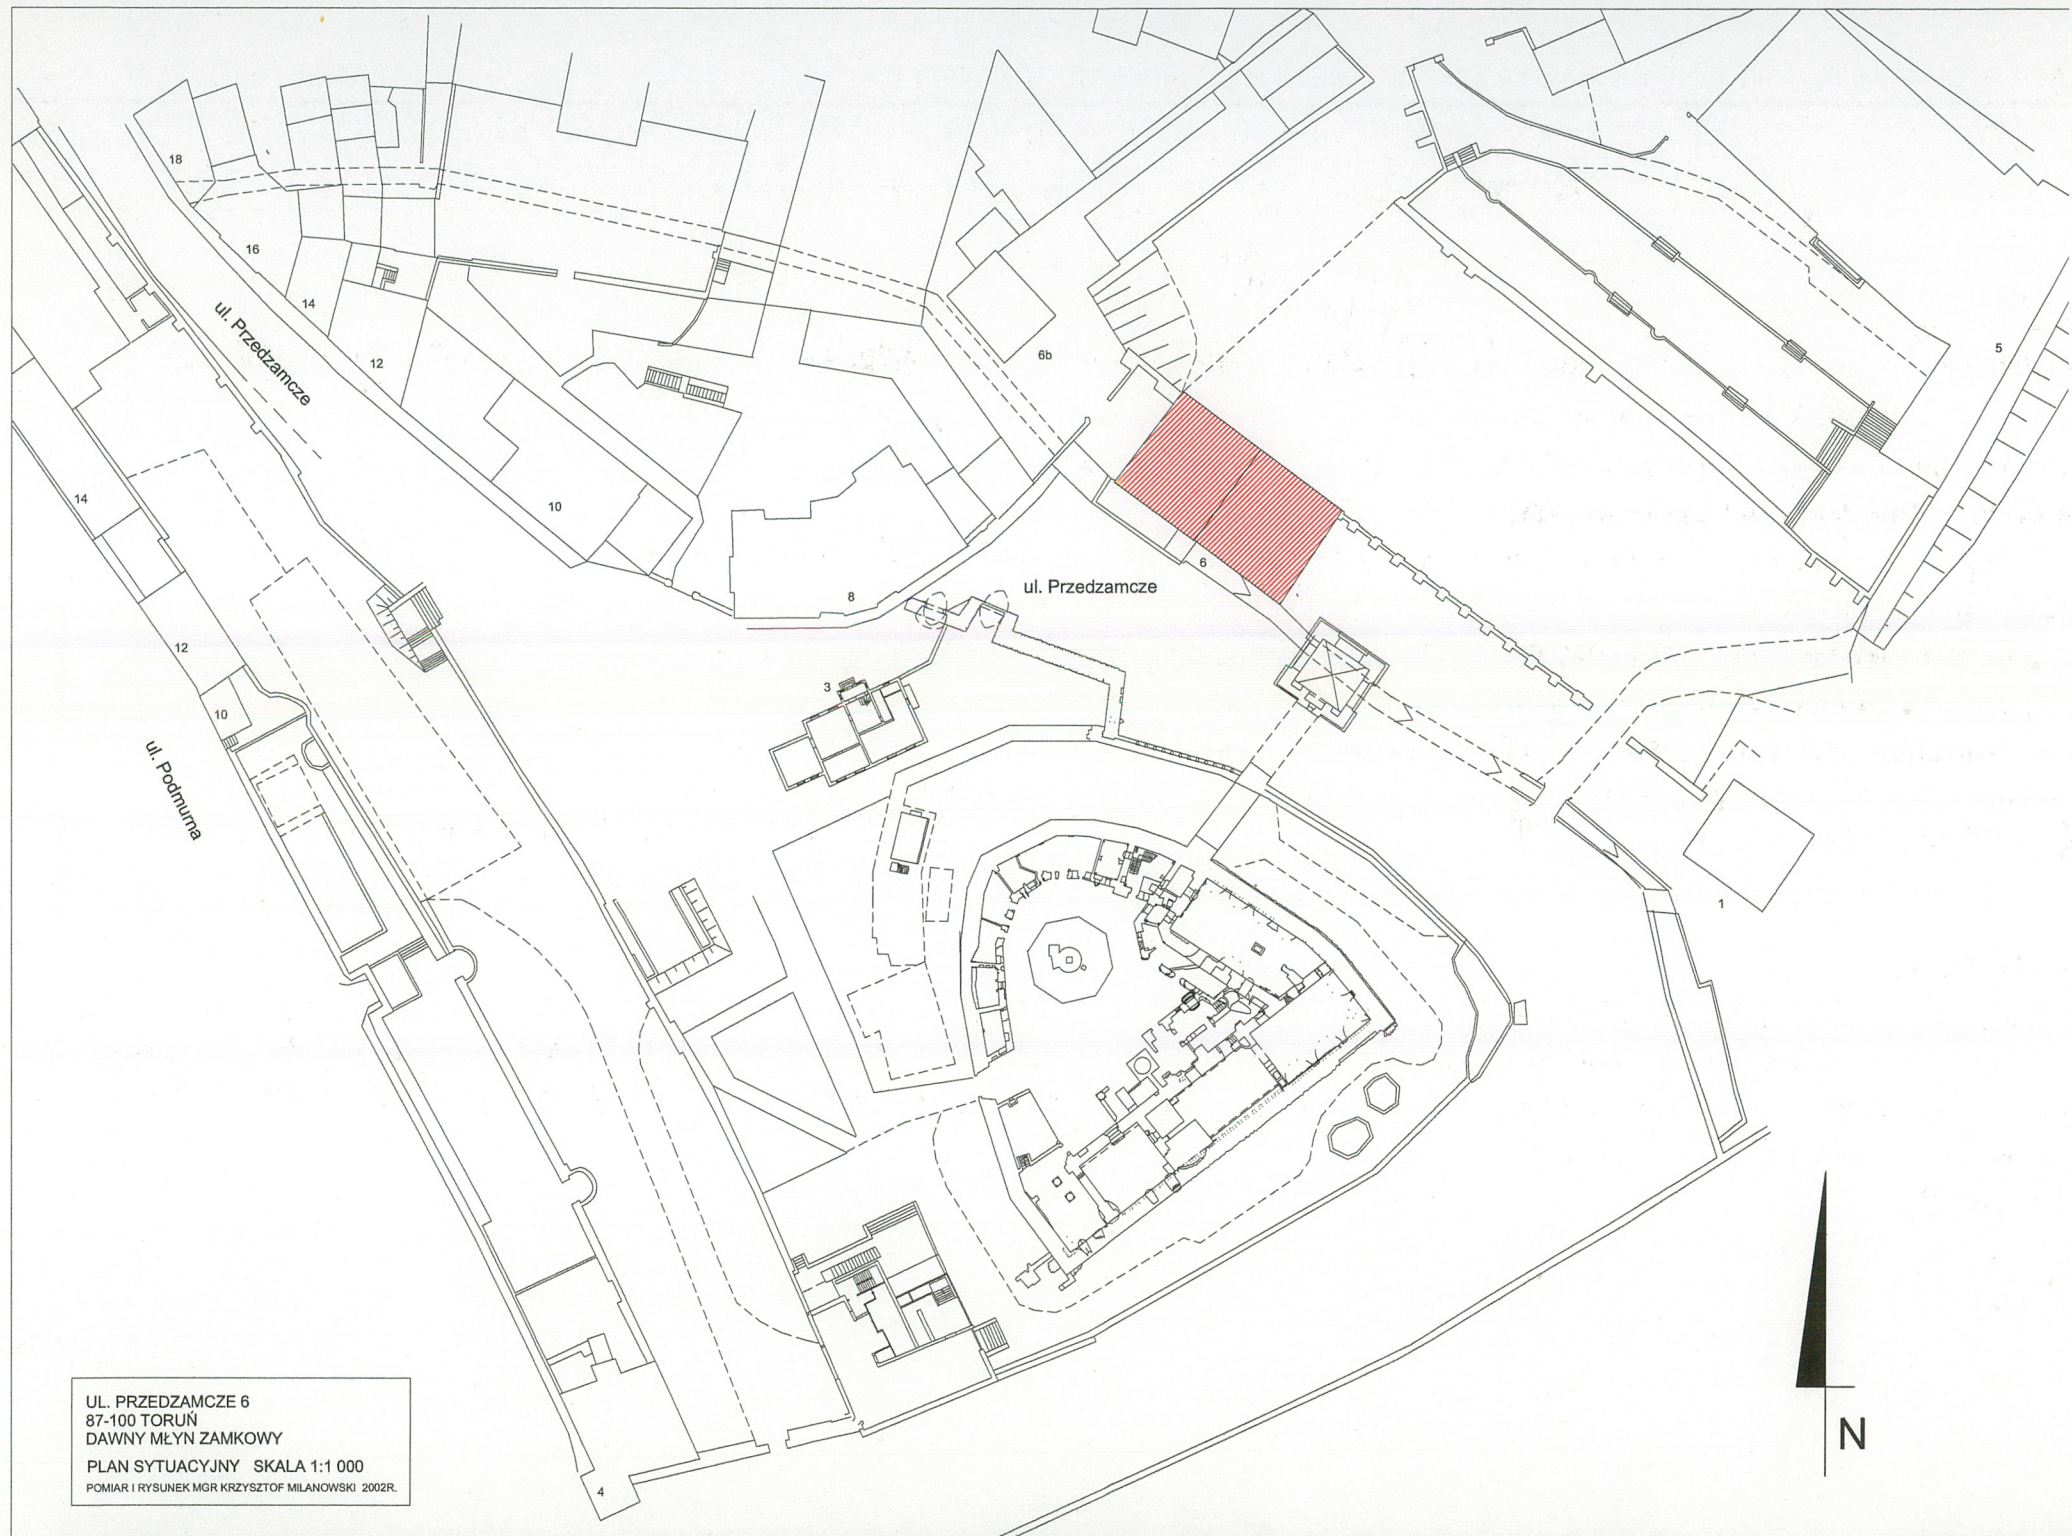 18
16
14
12
ul. Przedzamcze
6b
5
14
10
6
ul. Przedzamcze
8
12
3
10
ul. Podmurna
1
UL. PRZEDZAMCZE 6
87-100 TORUŃ
DAWNY MŁYN ZAMKOWY
PLAN SYTUACYJNY SKALA 1:1 000
POMIAR I RYSUNEK MGR KRZYSZTOF MILANOWSKI 2002R.
N
4